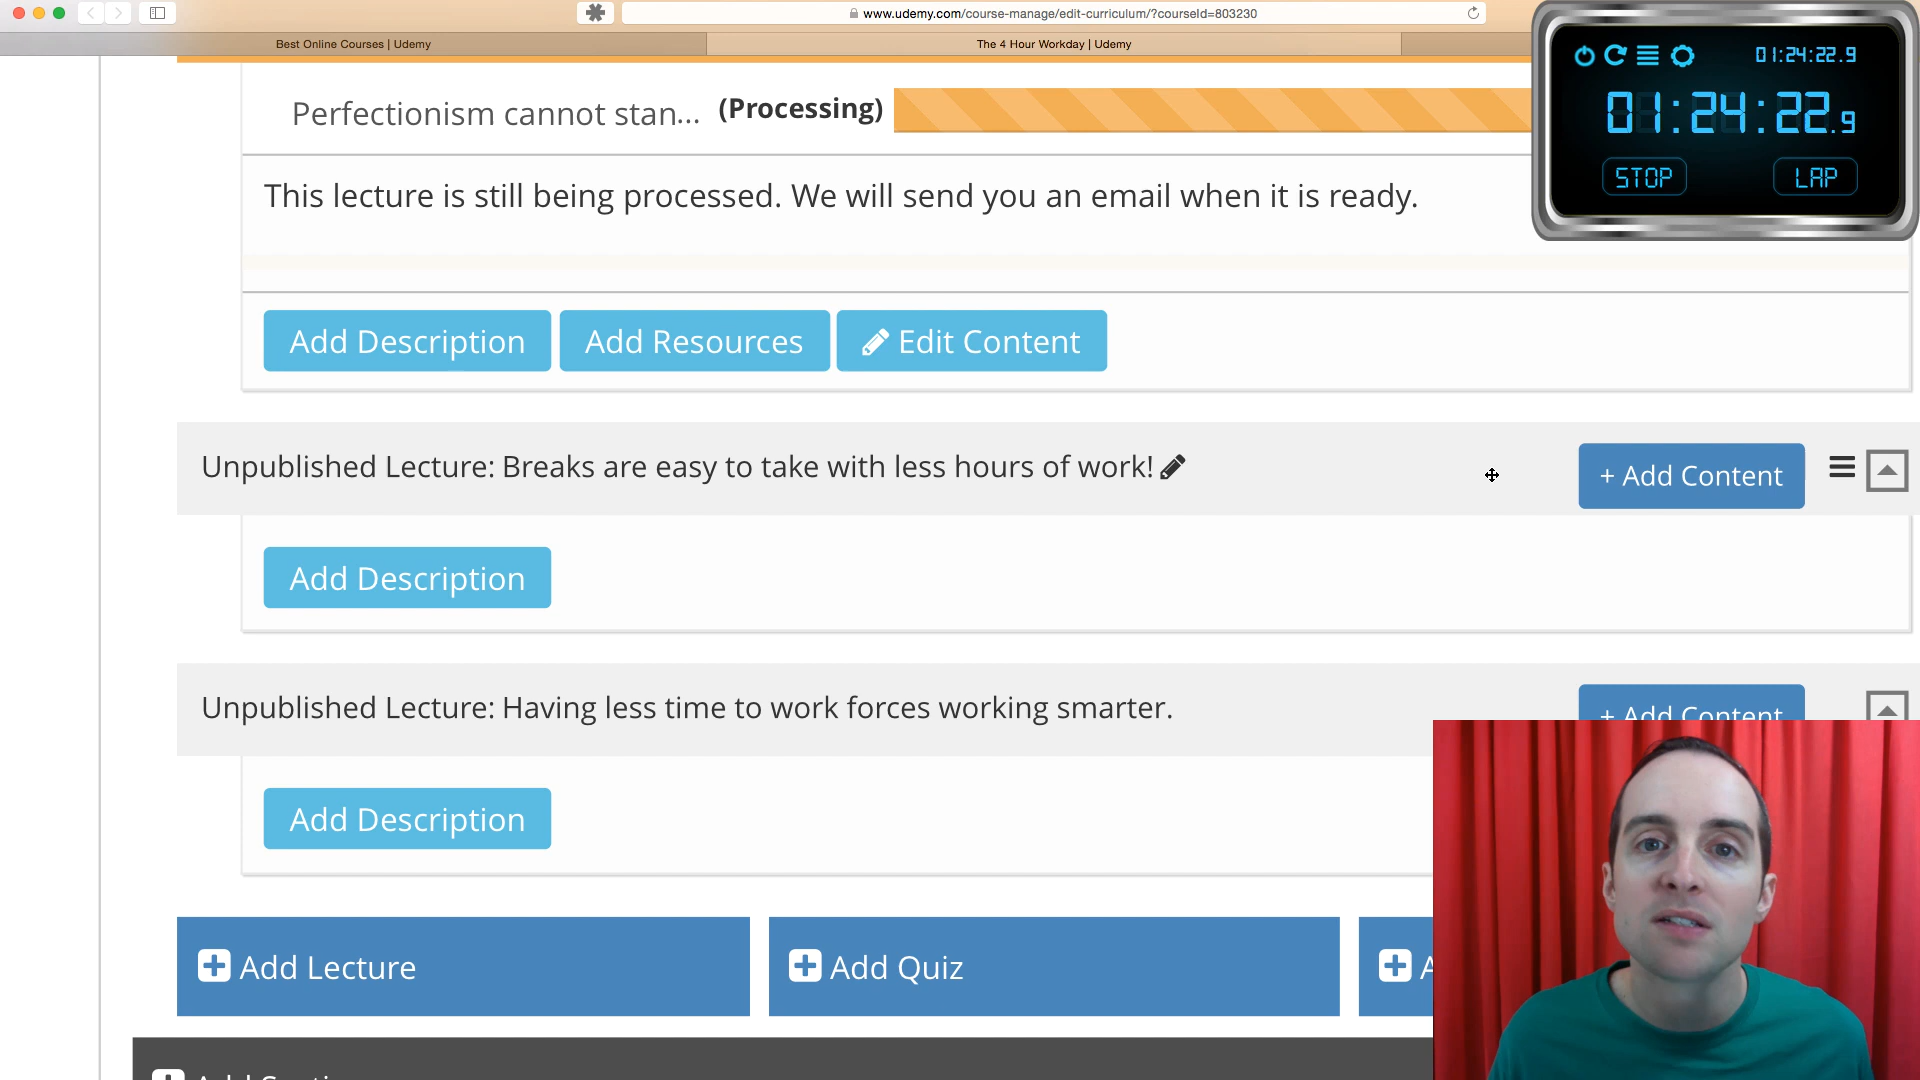 www.udemy.com/course-manage/edit-curriculum/?courseId=803230
Best Online Courses | Udemy
The 4 Hour Workday | Udemy
01:24:22.9
01:24:22.9
STOP
LAP
Perfectionism cannot stan...
(Processing)
This lecture is still being processed. We will send you an email when it is ready.
Add Description
Add Resources
Edit Content
Unpublished Lecture: Breaks are easy to take with less hours of work!
+ Add Content
Add Description
Unpublished Lecture: Having less time to work forces working smarter.
+ Add Content
Add Description
Add Lecture
Add Quiz